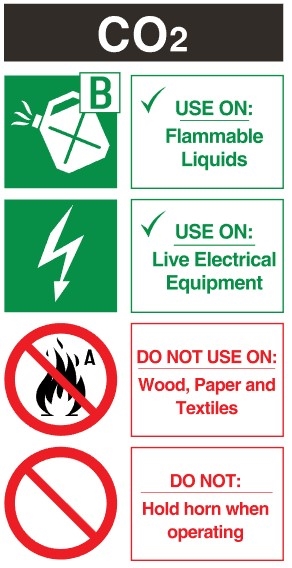 CO2
B
USE ON:
Flammable
Liquids
USE ON:
Live Electrical
Equipment
A
DO NOT USE ON:
Wood, Paper and
Textiles
DO NOT:
Hold horn when
operating